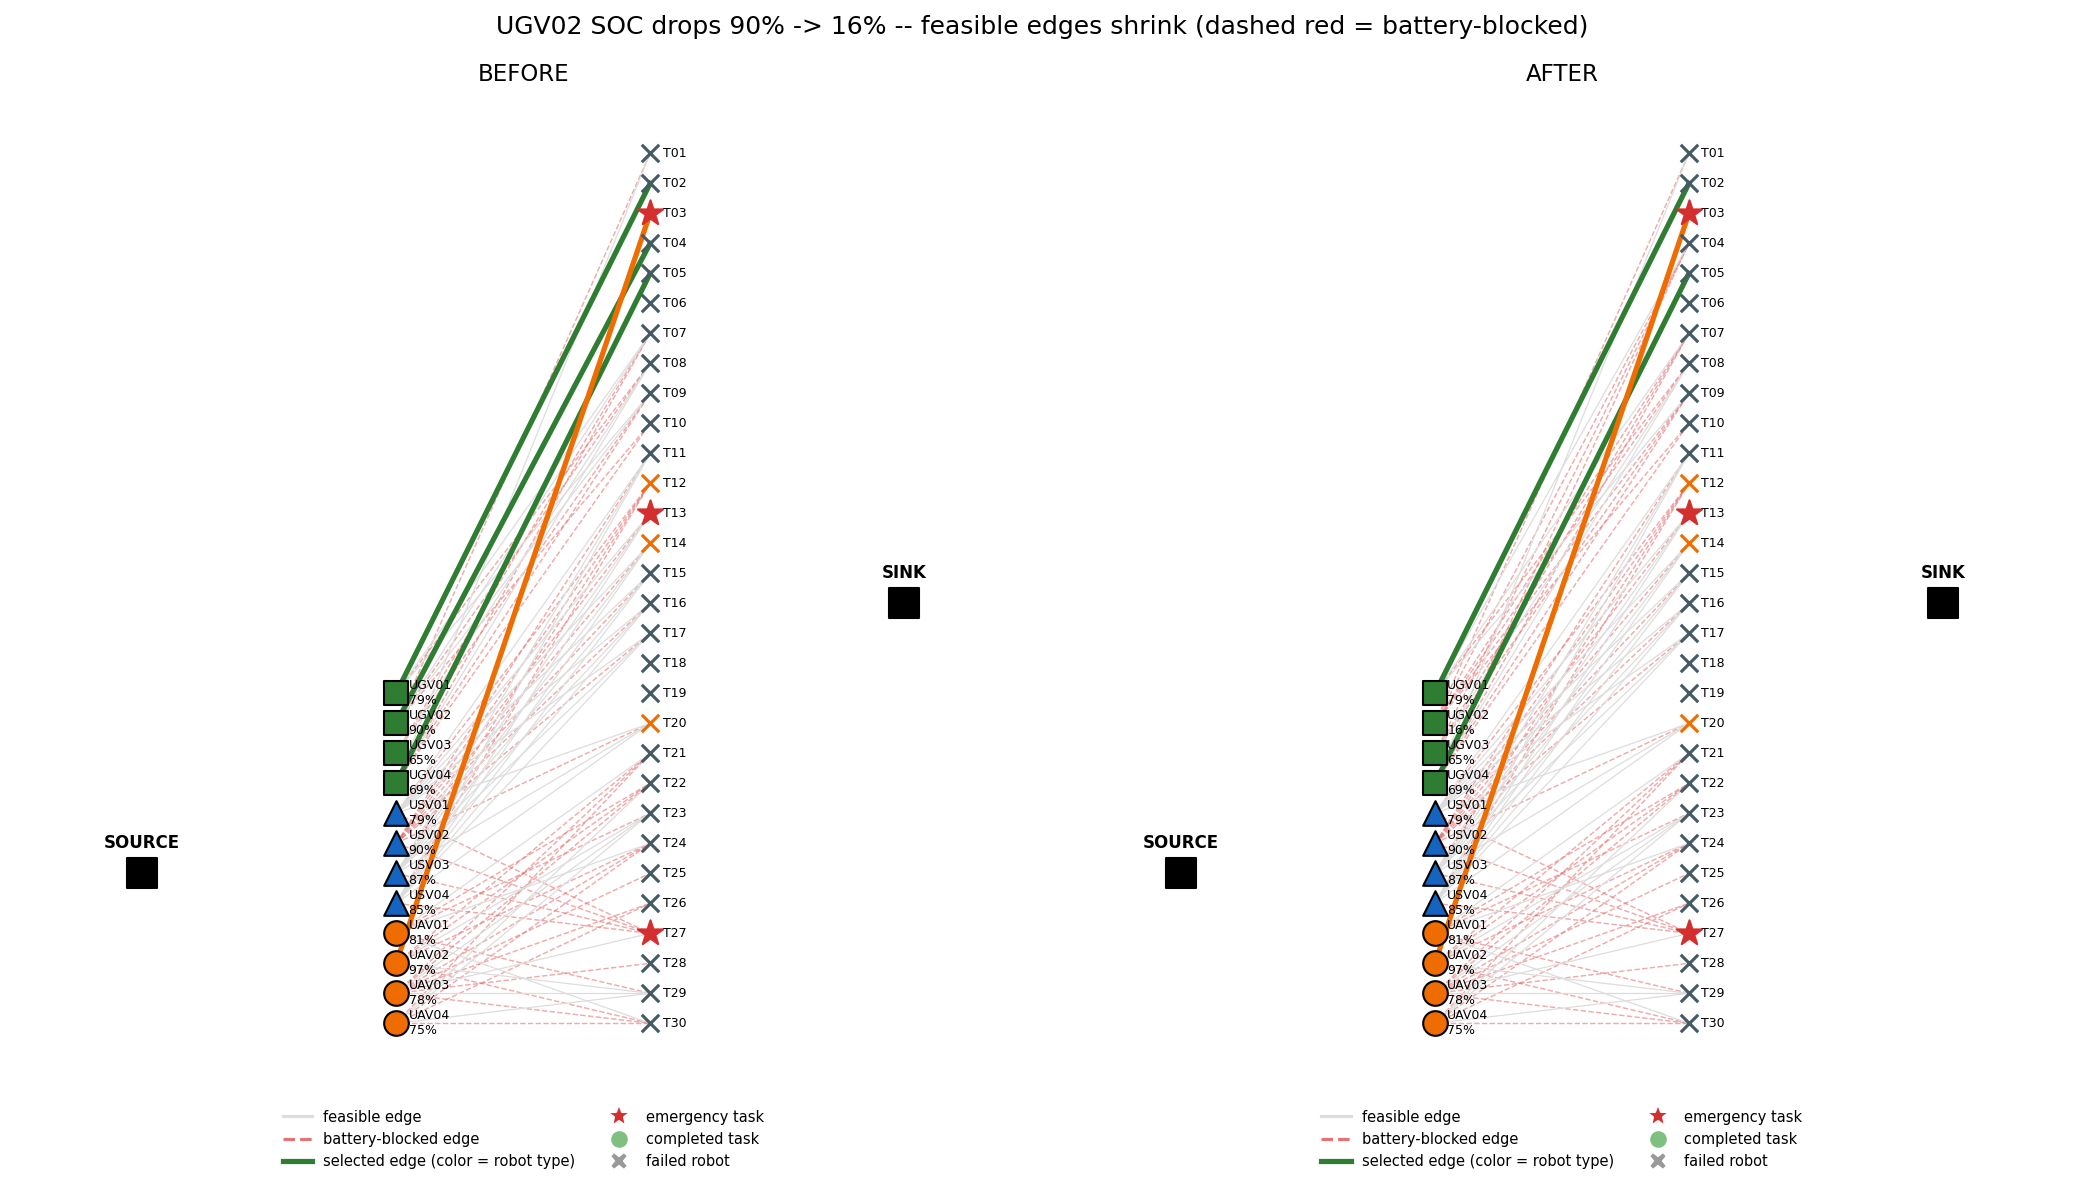 UGV02 SOC drops 90% -> 16% -- feasible edges shrink (dashed red = battery-blocked)
BEFORE
T01
T02
T03
T04
T05
T06
T07
T08
T09
T10
T11
T12
T13
T14
T15
T16
T17
T18
T19
T20
T21
T22
T23
T24
T25
T26
T27
T28
T29
T30
SINK
UGV01
79%
UGV02
90%
UGV03
65%
UGV04
69%
USV01
79%
USV02
90%
USV03
87%
USV04
85%
UAV01
81%
UAV02
97%
UAV03
78%
UAV04
75%
SOURCE
feasible edge
battery-blocked edge
selected edge (color = robot type)
emergency task
completed task
failed robot
AFTER
T01
T02
T03
T04
T05
T06
T07
T08
T09
T10
T11
T12
T13
T14
T15
T16
T17
T18
T19
T20
T21
T22
T23
T24
T25
T26
T27
T28
T29
T30
SINK
UGV01
79%
UGV02
16%
UGV03
65%
UGV04
69%
USV01
79%
USV02
90%
USV03
87%
USV04
85%
UAV01
81%
UAV02
97%
UAV03
78%
UAV04
75%
SOURCE
feasible edge
battery-blocked edge
selected edge (color = robot type)
emergency task
completed task
failed robot